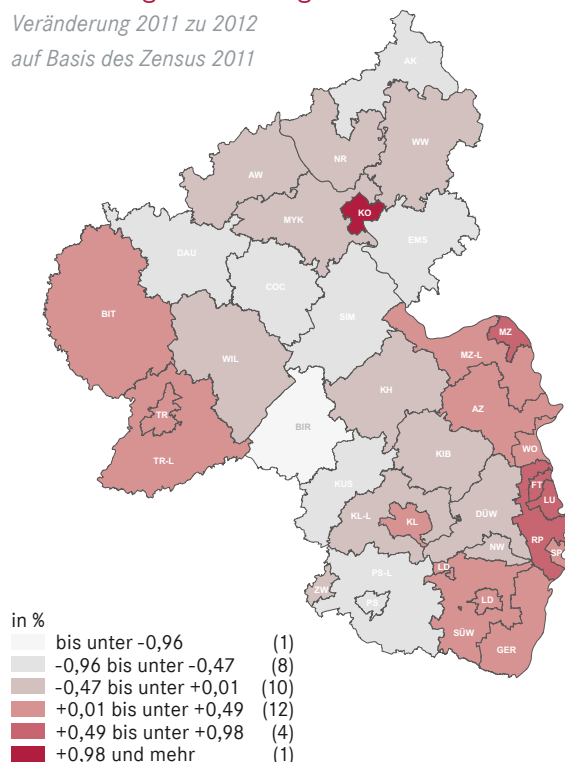 Veränderung 2011 zu 2012
auf Basis des Zensus 2011
AK
WW
NR
AW
KO
MYK
EMS
DAU
COC
SIM
BIT
MZ
MZ-L
WIL
KH
AZ
TR
BIR
WO
TR-L
KIB
KUS
FT
LU
KL-L
KL
DÜW
RP
NW
SP
LD
PS-L
ZW
PS
LD
SÜW
GER
in %
bis unter -0,96 (1)
-0,96 bis unter -0,47 (8)
-0,47 bis unter +0,01 (10)
+0,01 bis unter +0,49 (12)
+0,49 bis unter +0,98 (4)
+0,98 und mehr (1)